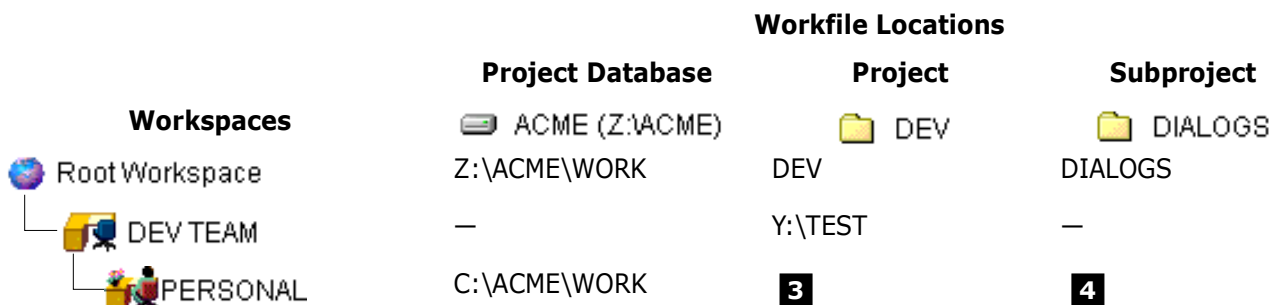 Workfile Locations
Project Database Project Subproject
Workspaces ACME (Z:\ACME) DEV DIALOGS
Root Workspace Z:\ACME\WORK DEV DIALOGS
DEV TEAM — Y:\TEST —
PERSONAL C:\ACME\WORK 3 4